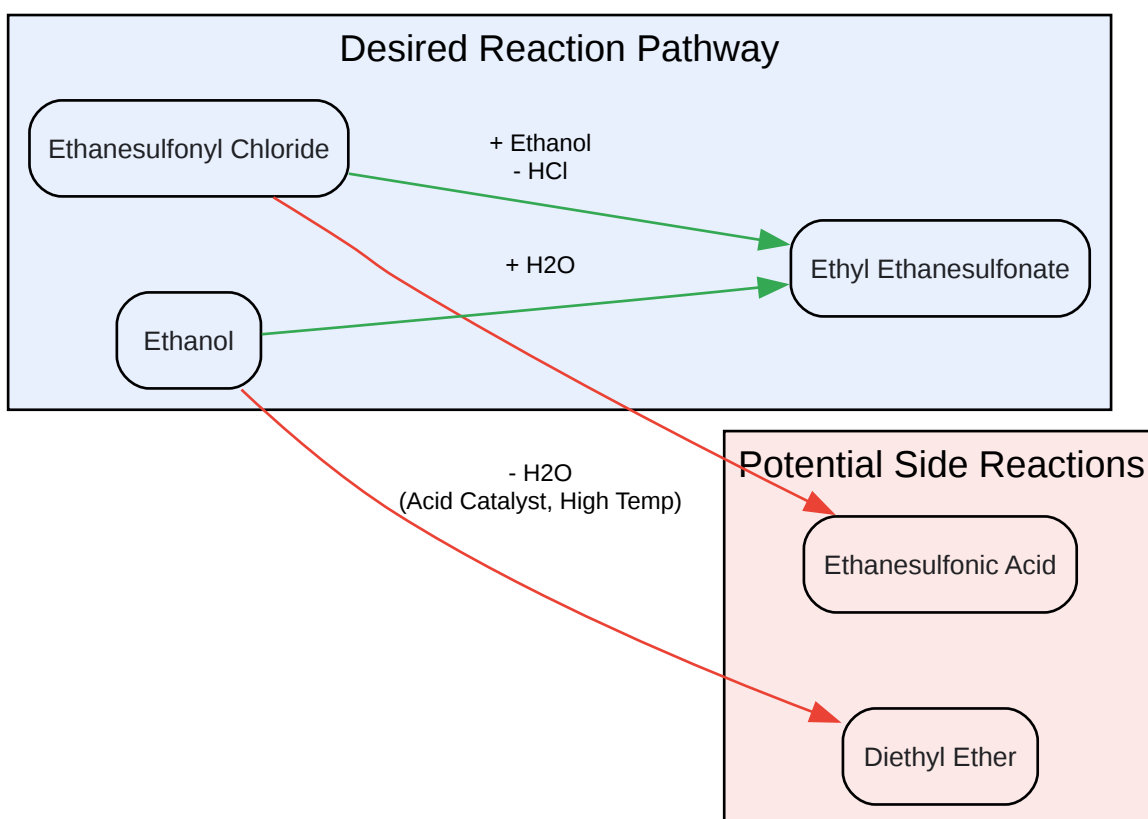 Desired Reaction Pathway
Ethanesulfonyl Chloride
+ Ethanol
- HCl
Ethyl Ethanesulfonate
+ H2O
Ethanol
- H2O
(Acid Catalyst, High Temp)
Potential Side Reactions
Ethanesulfonic Acid
Diethyl Ether